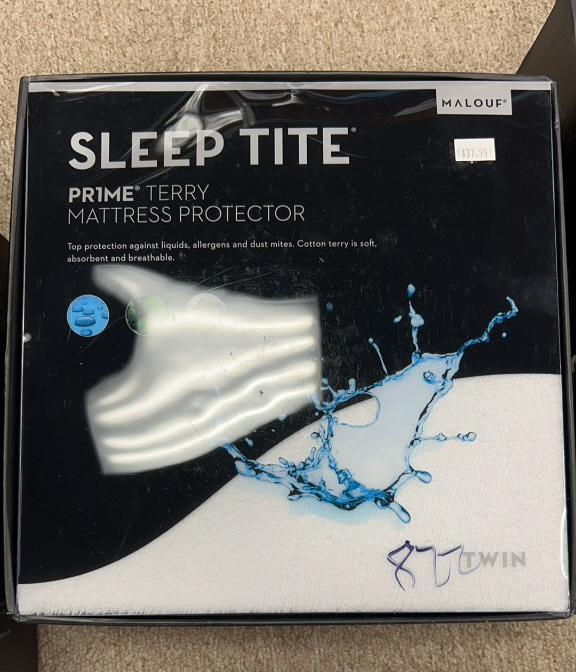 MALOUF®
SLEEP TITE®
PR1ME® TERRY
MATTRESS PROTECTOR
Top protection against liquids, allergens and dust mites. Cotton terry is soft,
absorbent and breathable.
TWIN